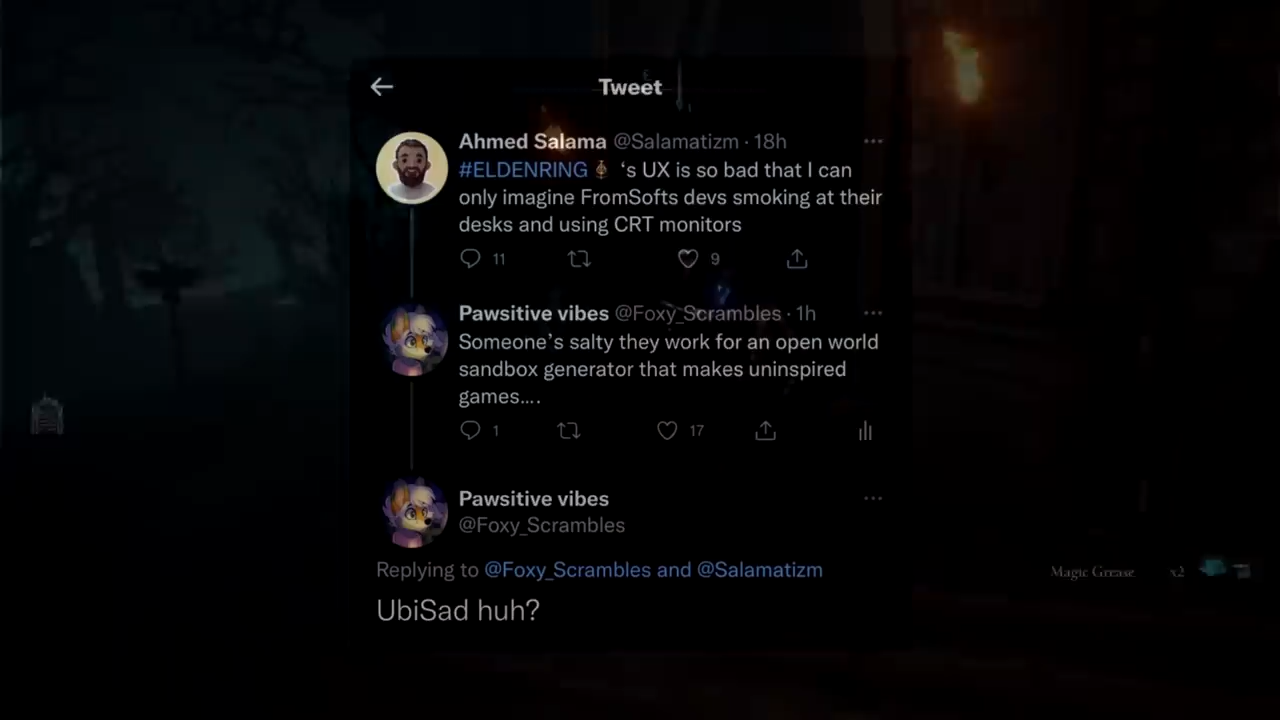 Tweet
Ahmed Salama @Salamatizm · 18h
#ELDENRING 's UX is so bad that I can
only imagine FromSofts devs smoking at their
desks and using CRT monitors
11 9
Pawsitive vibes @Foxy_Scrambles · 1h
Someone's salty they work for an open world
sandbox generator that makes uninspired
games....
1 17
Pawsitive vibes
@Foxy_Scrambles
Replying to @Foxy_Scrambles and @Salamatizm
Magic Grease x2
UbiSad huh?